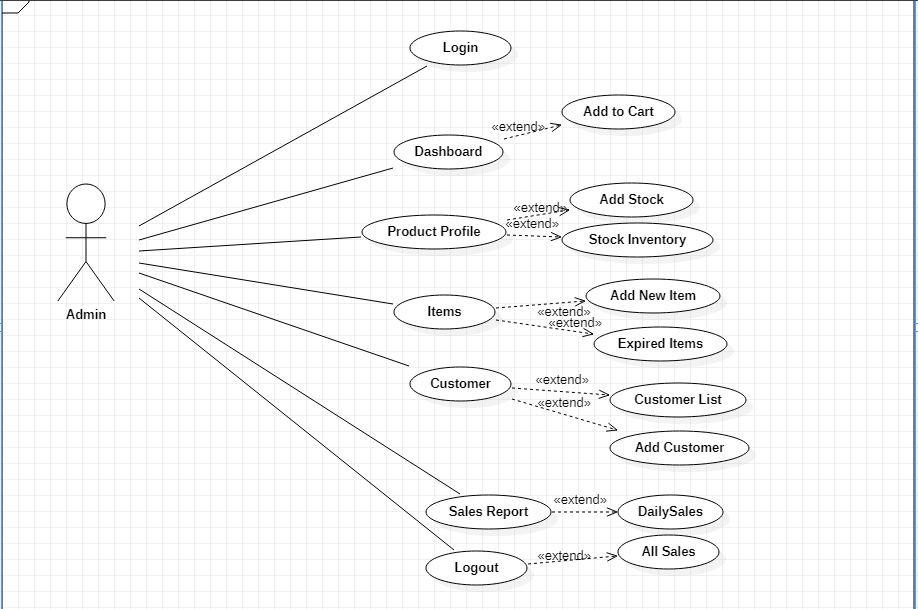 Login
Add to Cart
«extend»
Dashboard
Add Stock
«extend»
«extend»
Product Profile
Stock Inventory
Add New Item
Items
«extend»
Admin
«extend»
Expired Items
«extend»
Customer
Customer List
«extend»
Add Customer
«extend»
Sales Report
DailySales
«extend»
All Sales
Logout